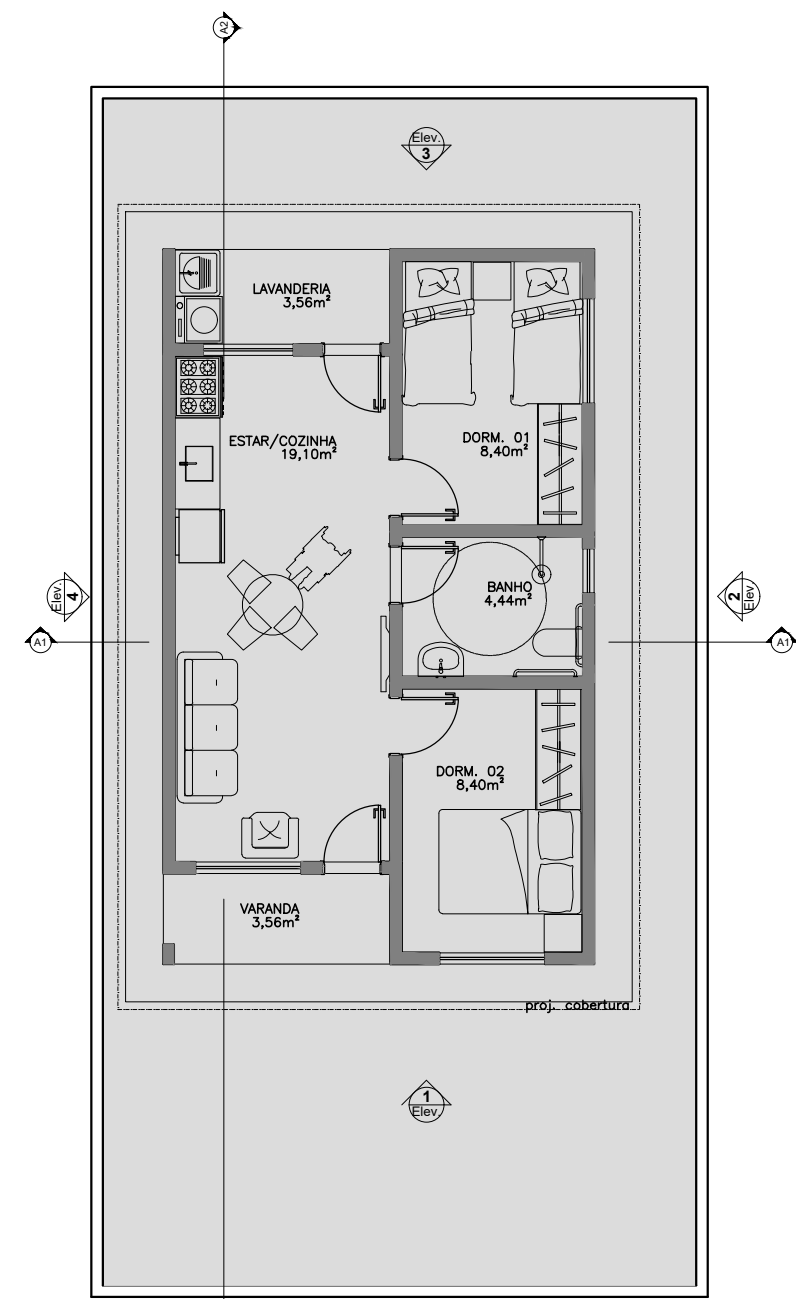 A2
Elev.
3
LAVANDERIA
3,56m²
ESTAR/COZINHA
19,10m²
DORM. 01
8,40m²
BANHO
4,44m²
Elev.
4
2
Elev
A1
A1
DORM. 02
8,40m²
VARANDA
3,56m²
proj. cobertura
1
Elev.